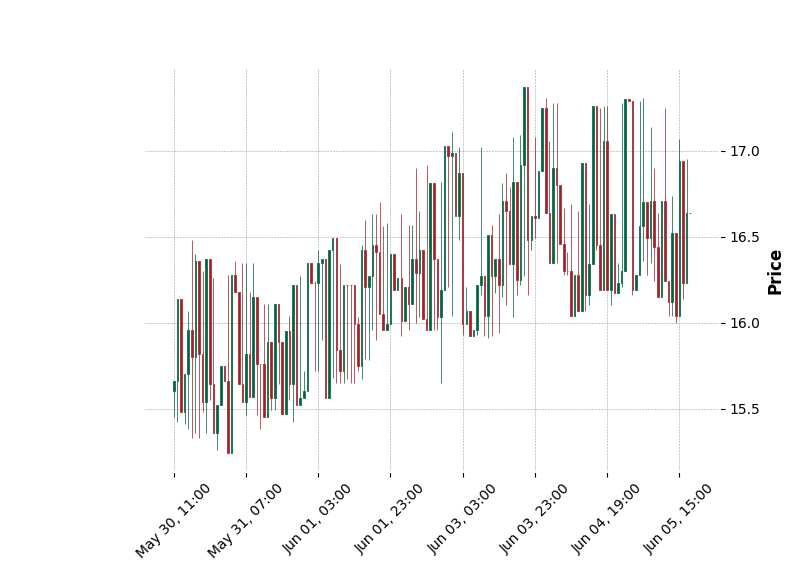 17.0
16.5
16.0
15.5
Price
May 30, 11:00
May 31, 07:00
Jun 01, 03:00
Jun 01, 23:00
Jun 03, 03:00
Jun 03, 23:00
Jun 04, 19:00
Jun 05, 15:00